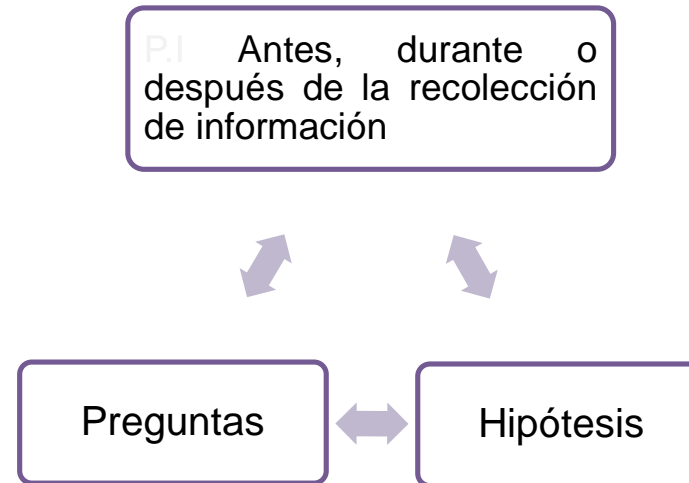 P.I Antes, durante o
después de la recolección
de información
Preguntas
Hipótesis